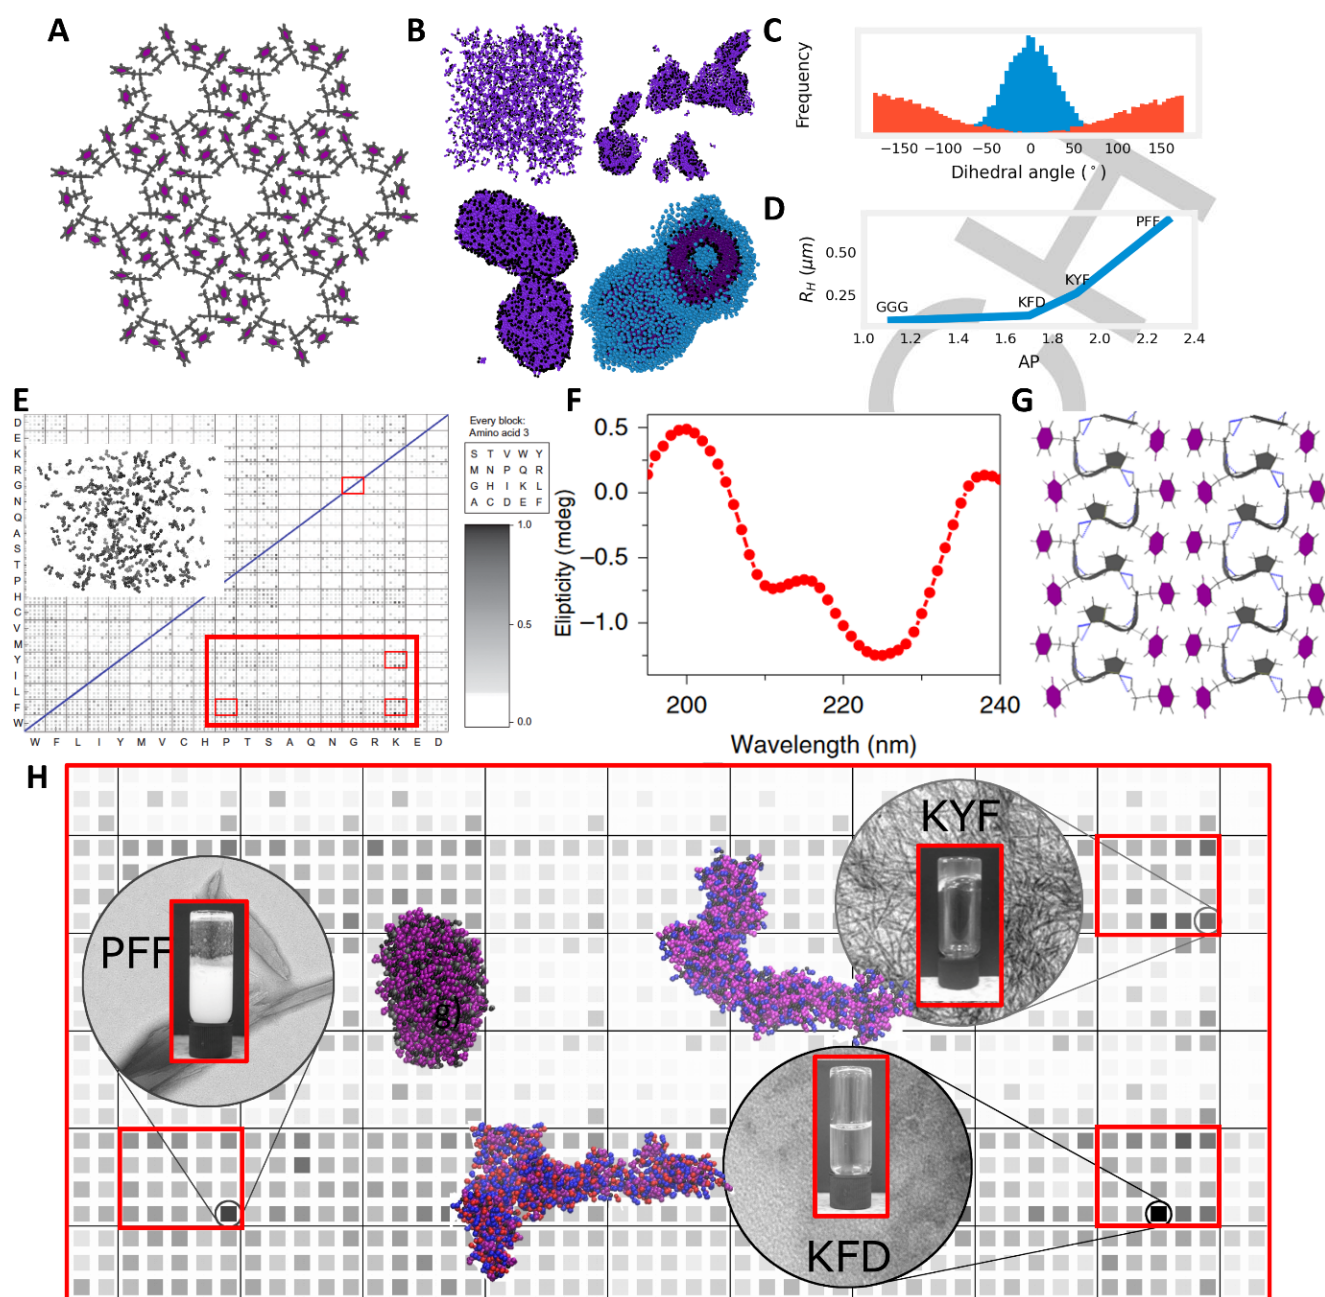 A
B
C
Frequency
−150 −100 −50 0 50 100 150
Dihedral angle (°)
D
R_H (μm)
0.50
0.25
GGG
KFD
KYF
PFF
1.0 1.2 1.4 1.6 1.8 2.0 2.2 2.4
AP
E
D
E
K
R
G
N
Q
A
S
T
P
H
C
V
M
Y
I
L
F
W
W F L I Y M V C H P T S A Q N G R K E D
Every block:
Amino acid 3
S T V W Y
M N P Q R
G H I K L
A C D E F
1.0
0.5
0.0
F
Elipticity (mdeg)
0.5
0.0
−0.5
−1.0
200 220 240
Wavelength (nm)
G
H
PFF
g)
KYF
KFD